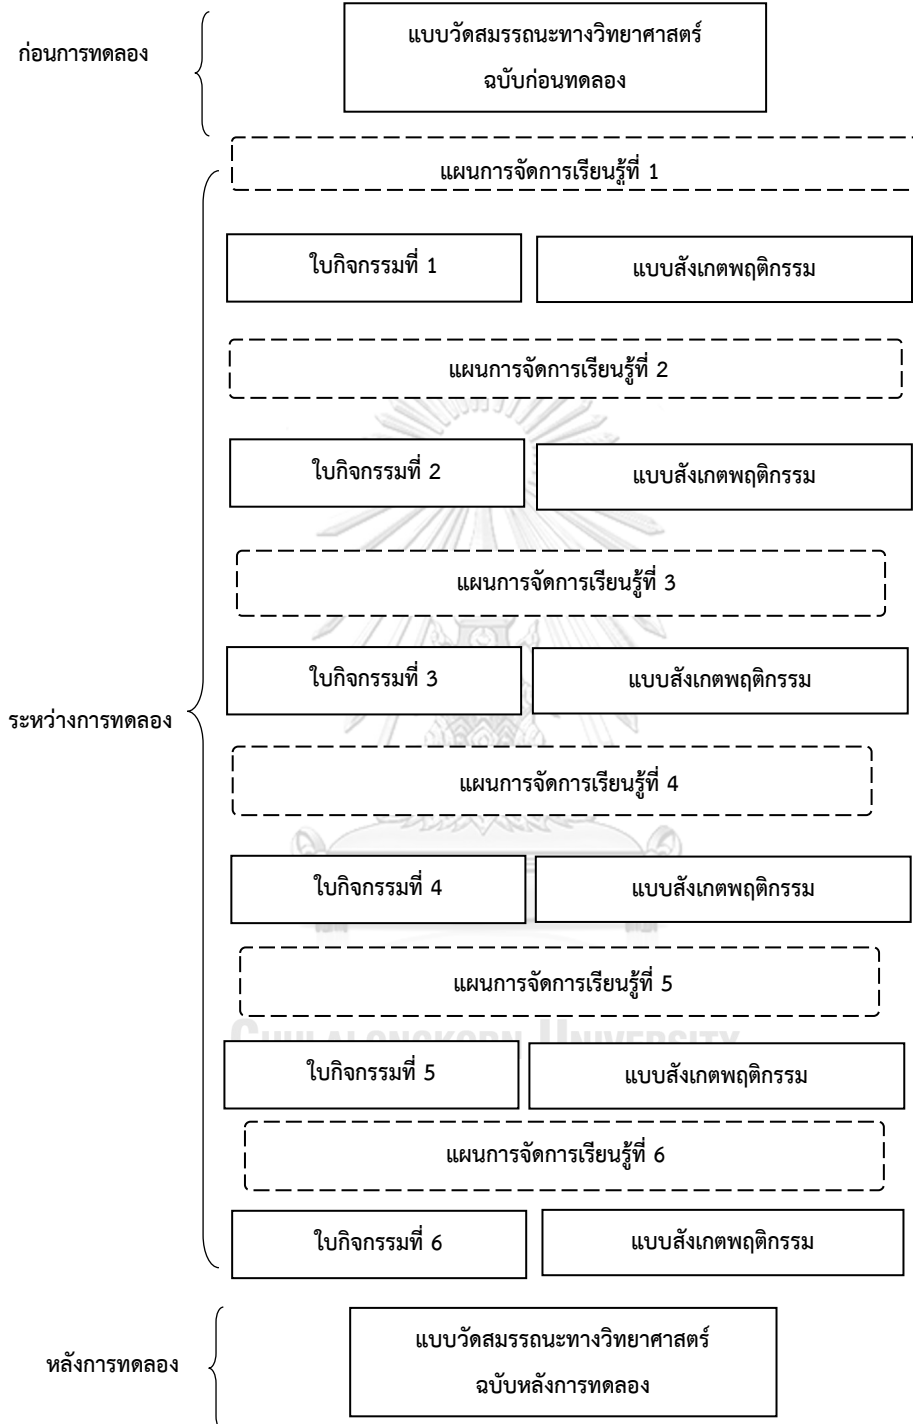 แบบวัดสมรรถนะทางวิทยาศาสตร์
ก่อนการทดลอง
ฉบับก่อนทดลอง
แผนการจัดการเรียนรู้ที่ 1
ใบกิจกรรมที่ 1 แบบสังเกตพฤติกรรม
แผนการจัดการเรียนรู้ที่ 2
ใบกิจกรรมที่ 2 แบบสังเกตพฤติกรรม
แผนการจัดการเรียนรู้ที่ 3
ใบกิจกรรมที่ 3 แบบสังเกตพฤติกรรม
ระหว่างการทดลอง
แผนการจัดการเรียนรู้ที่ 4
ใบกิจกรรมที่ 4 แบบสังเกตพฤติกรรม
แผนการจัดการเรียนรู้ที่ 5
CHULALONGKORN UNIVERSITY
ใบกิจกรรมที่ 5 แบบสังเกตพฤติกรรม
แผนการจัดการเรียนรู้ที่ 6
ใบกิจกรรมที่ 6 แบบสังเกตพฤติกรรม
แบบวัดสมรรถนะทางวิทยาศาสตร์
หลังการทดลอง
ฉบับหลังการทดลอง